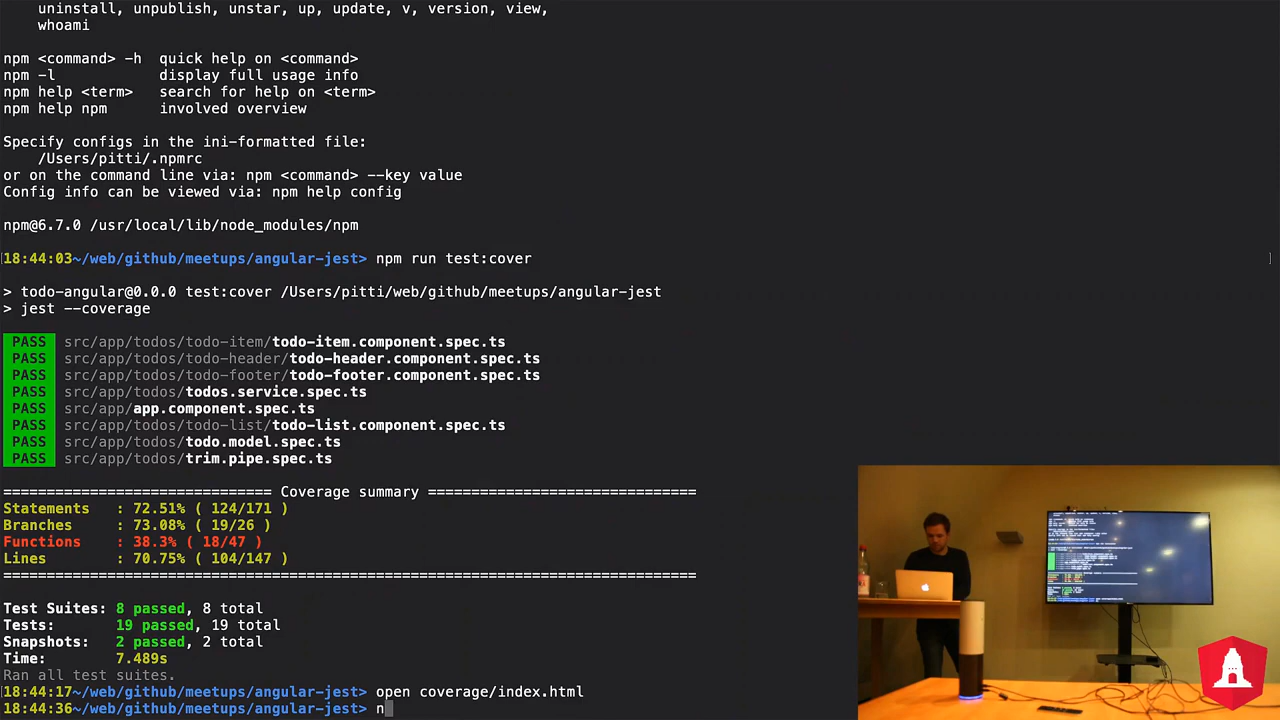 uninstall, unpublish, unstar, up, update, v, version, view,
whoami
npm <command> -h  quick help on <command>
npm -l            display full usage info
npm help <term>   search for help on <term>
npm help npm      involved overview
Specify configs in the ini-formatted file:
/Users/pitti/.npmrc
or on the command line via: npm <command> --key value
Config info can be viewed via: npm help config
npm@6.7.0 /usr/local/lib/node_modules/npm
18:44:03~/web/github/meetups/angular-jest> npm run test:cover
> todo-angular@0.0.0 test:cover /Users/pitti/web/github/meetups/angular-jest
> jest --coverage
PASS src/app/todos/todo-item/todo-item.component.spec.ts
PASS src/app/todos/todo-header/todo-header.component.spec.ts
PASS src/app/todos/todo-footer/todo-footer.component.spec.ts
PASS src/app/todos/todos.service.spec.ts
PASS src/app/app.component.spec.ts
PASS src/app/todos/todo-list/todo-list.component.spec.ts
PASS src/app/todos/todo.model.spec.ts
PASS src/app/todos/trim.pipe.spec.ts
=============================== Coverage summary ===============================
Statements   : 72.51% ( 124/171 )
Branches     : 73.08% ( 19/26 )
Functions    : 38.3% ( 18/47 )
Lines        : 70.75% ( 104/147 )
================================================================================
Test Suites: 8 passed, 8 total
Tests:       19 passed, 19 total
Snapshots:   2 passed, 2 total
Time:        7.489s
Ran all test suites.
18:44:17~/web/github/meetups/angular-jest> open coverage/index.html
18:44:36~/web/github/meetups/angular-jest> n